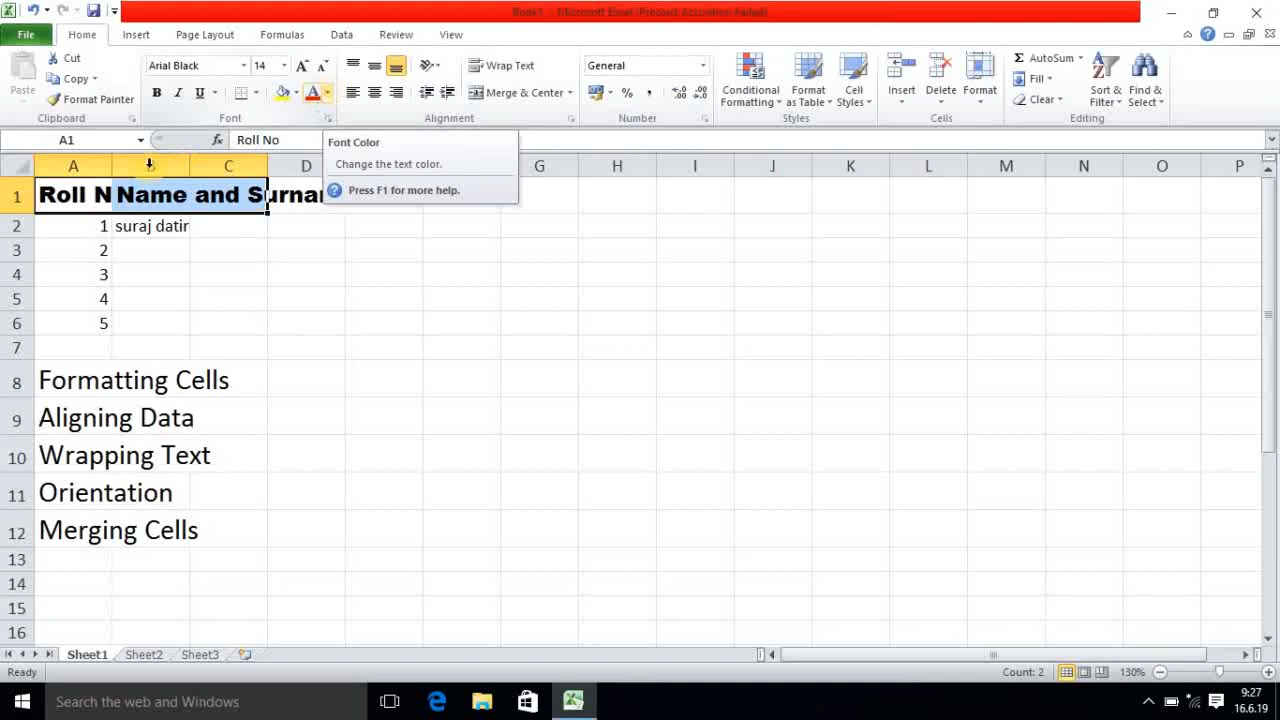 Book1 - Microsoft Excel (Product Activation Failed)
File Home Insert Page Layout Formulas Data Review View
Paste
Cut
Copy
Format Painter
Clipboard
Arial Black 14
B I U
Font
Wrap Text
Merge & Center
Alignment
General
%
Number
Conditional Formatting
Format as Table
Cell Styles
Styles
Insert Delete Format
Cells
AutoSum
Fill
Clear
Sort & Filter
Find & Select
Editing
A1 fx Roll No
Font Color
Change the text color.
Press F1 for more help.
A B C D G H I J K L M N O P
1 Roll N Name and Surnar
2 1 suraj datir
3 2
4 3
5 4
6 5
7
8 Formatting Cells
9 Aligning Data
10 Wrapping Text
11 Orientation
12 Merging Cells
13
14
15
16
Sheet1 Sheet2 Sheet3
Ready Count: 2 130%
Search the web and Windows
9:27
16.6.19